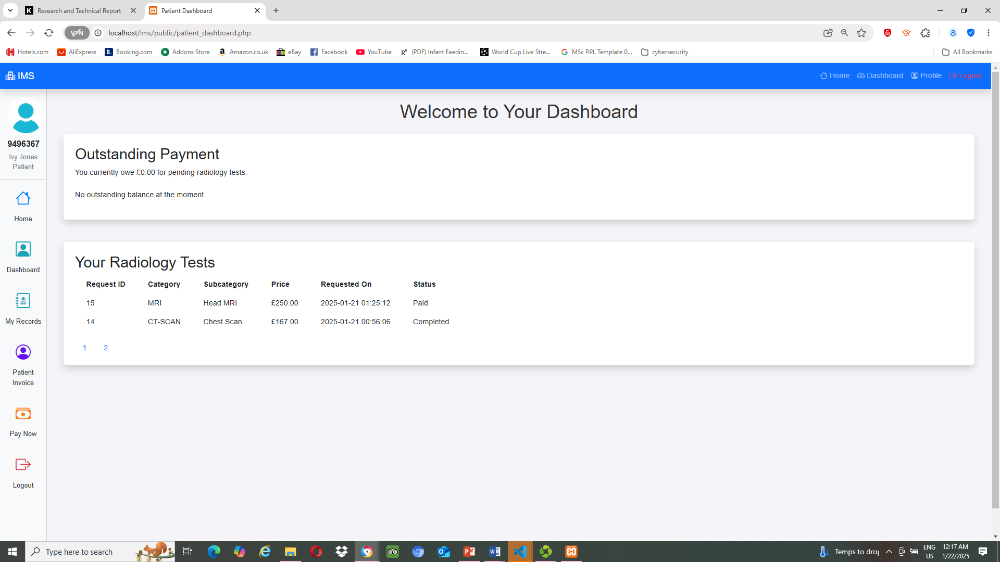 Research and Technical Report
Patient Dashboard
VPN
localhost/ims/public/patient_dashboard.php
Hotels.com
AliExpress
Booking.com
Addons Store
Amazon.co.uk
eBay
Facebook
YouTube
(PDF) Infant Feedin...
World Cup Live Stre...
MSc RPL Template 0...
cybersecurity
All Bookmarks
IMS
Home
Dashboard
Profile
Logout
9496367
Ivy Jones
Patient
Home
Dashboard
My Records
Patient
Invoice
Pay Now
Logout
Welcome to Your Dashboard
Outstanding Payment
You currently owe £0.00 for pending radiology tests.
No outstanding balance at the moment.
Your Radiology Tests
Request ID Category Subcategory Price Requested On Status
15 MRI Head MRI £250.00 2025-01-21 01:25:12 Paid
14 CT-SCAN Chest Scan £167.00 2025-01-21 00:56:06 Completed
1 2
Type here to search
Temps to drop
ENG
US
12:17 AM
1/22/2025